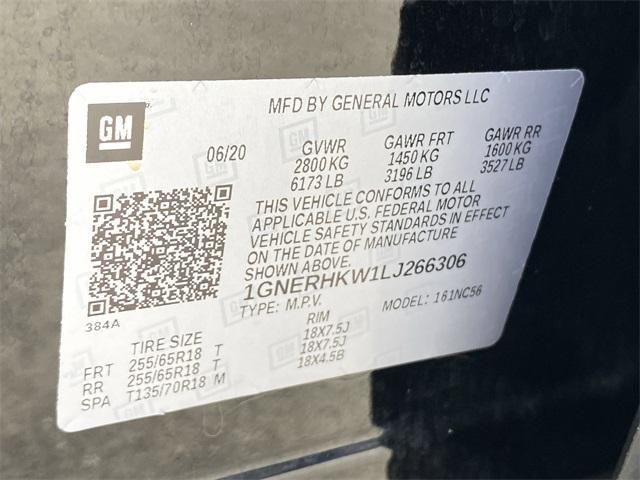 MFD BY GENERAL MOTORS LLC
GM
06/20 GVWR GAWR FRT GAWR RR
2800 KG 1450 KG 1600 KG
6173 LB 3196 LB 3527 LB
THIS VEHICLE CONFORMS TO ALL
APPLICABLE U.S. FEDERAL MOTOR
VEHICLE SAFETY STANDARDS IN EFFECT
ON THE DATE OF MANUFACTURE
SHOWN ABOVE.
1GNERHKW1LJ266306
TYPE: M.P.V. MODEL: 161NC56
384A
TIRE SIZE RIM
FRT 255/65R18 T 18X7.5J
RR 255/65R18 T 18X7.5J
SPA T135/70R18 M 18X4.5B